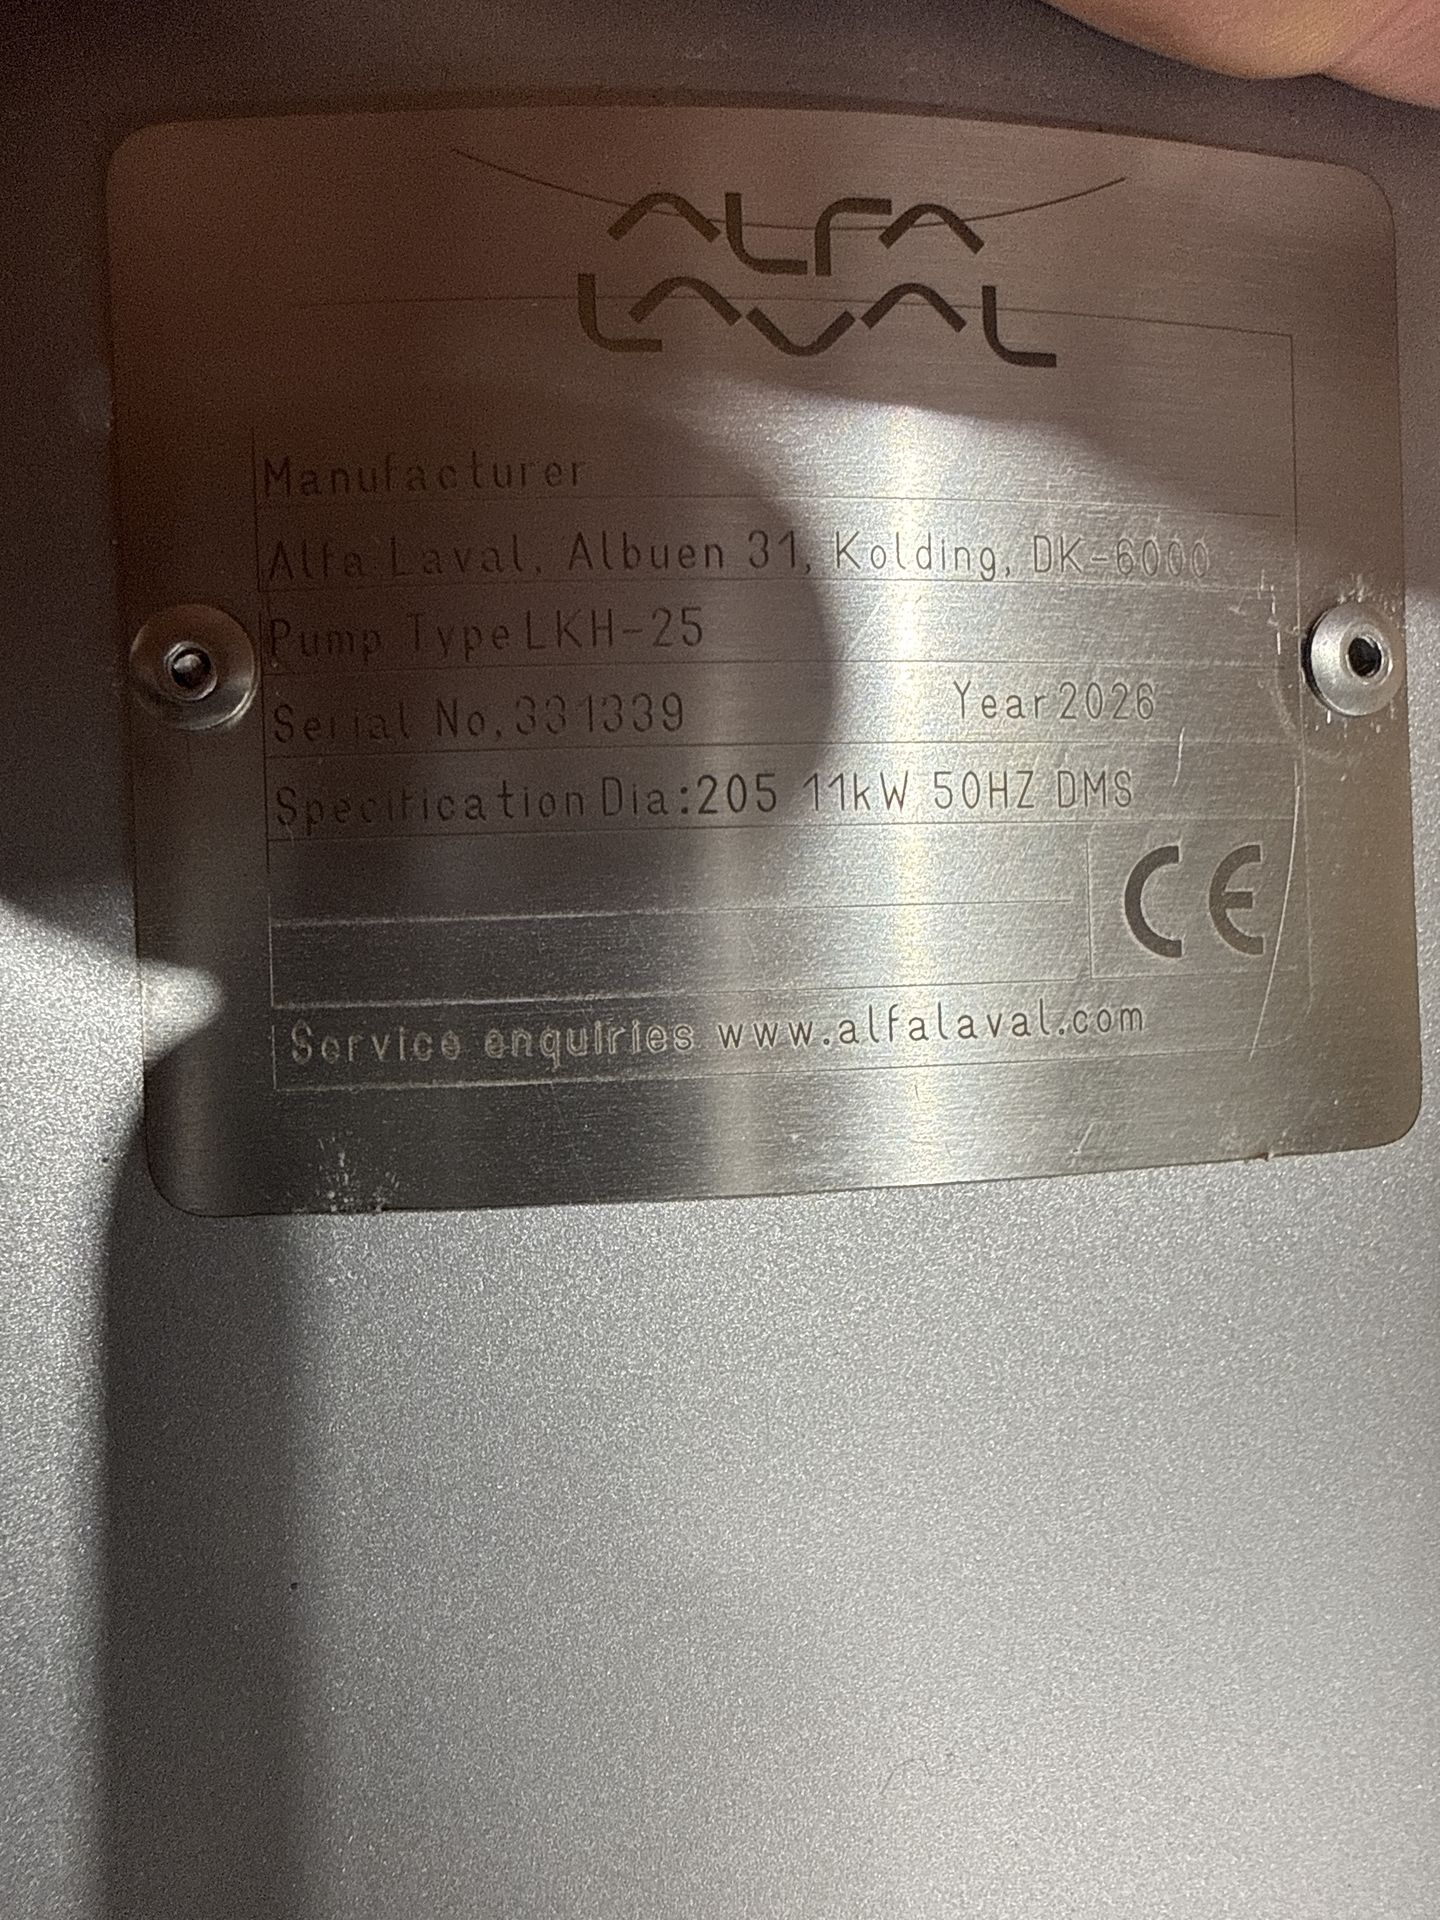 ALFA
LAVAL
Manufacturer
Alfa Laval, Albuen 31, Kolding, DK-6000
Pump Type LKH-25
Serial No, 331339 Year 2026
Specification Dia:205 11kW 50HZ DMS
CE
Service enquiries www.alfalaval.com